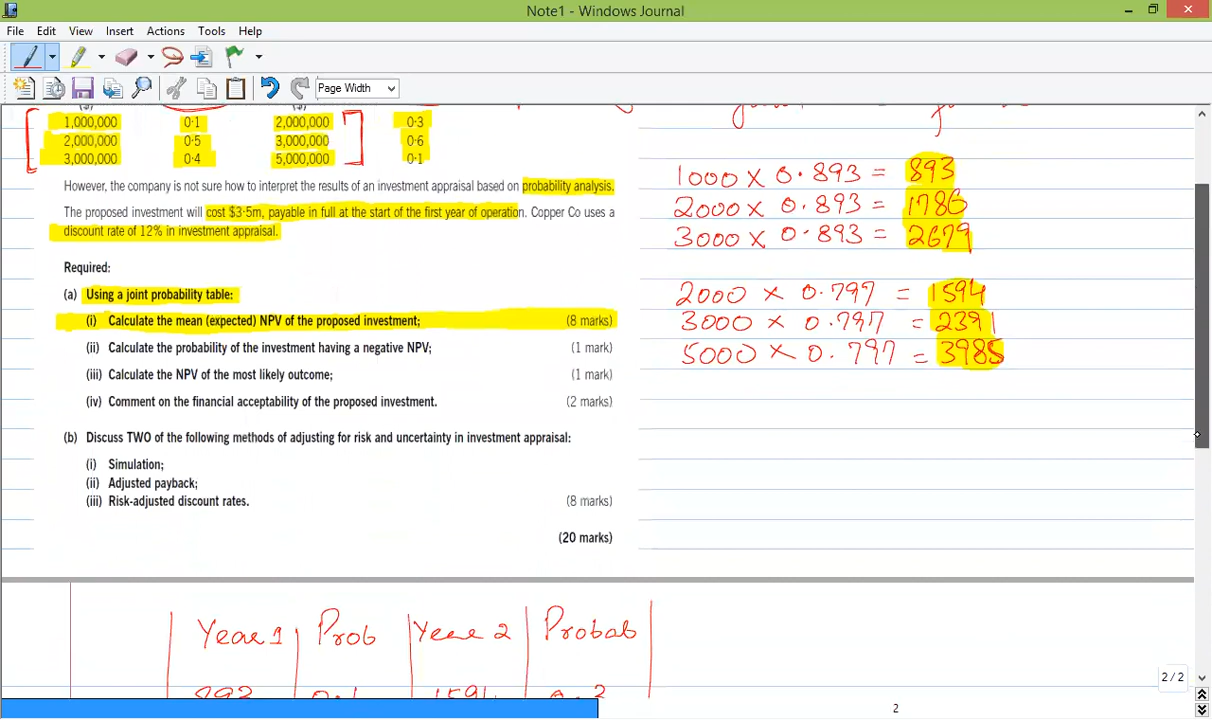 Note1 - Windows Journal
File Edit View Insert Actions Tools Help
Page Width
($) ($)
1,000,000 0·1 2,000,000 0·3
2,000,000 0·5 3,000,000 0·6
3,000,000 0·4 5,000,000 0·1
However, the company is not sure how to interpret the results of an investment appraisal based on probability analysis.
The proposed investment will cost $3·5m, payable in full at the start of the first year of operation. Copper Co uses a
discount rate of 12% in investment appraisal.
Required:
(a) Using a joint probability table:
(i) Calculate the mean (expected) NPV of the proposed investment; (8 marks)
(ii) Calculate the probability of the investment having a negative NPV; (1 mark)
(iii) Calculate the NPV of the most likely outcome; (1 mark)
(iv) Comment on the financial acceptability of the proposed investment. (2 marks)
(b) Discuss TWO of the following methods of adjusting for risk and uncertainty in investment appraisal:
(i) Simulation;
(ii) Adjusted payback;
(iii) Risk-adjusted discount rates. (8 marks)
(20 marks)
1000 × 0.893 = 893
2000 × 0.893 = 1786
3000 × 0.893 = 2679
2000 × 0.797 = 1594
3000 × 0.797 = 2391
5000 × 0.797 = 3985
Year 1 Prob Year 2 Probab
893 0.1 1594 0.3
2/2
2